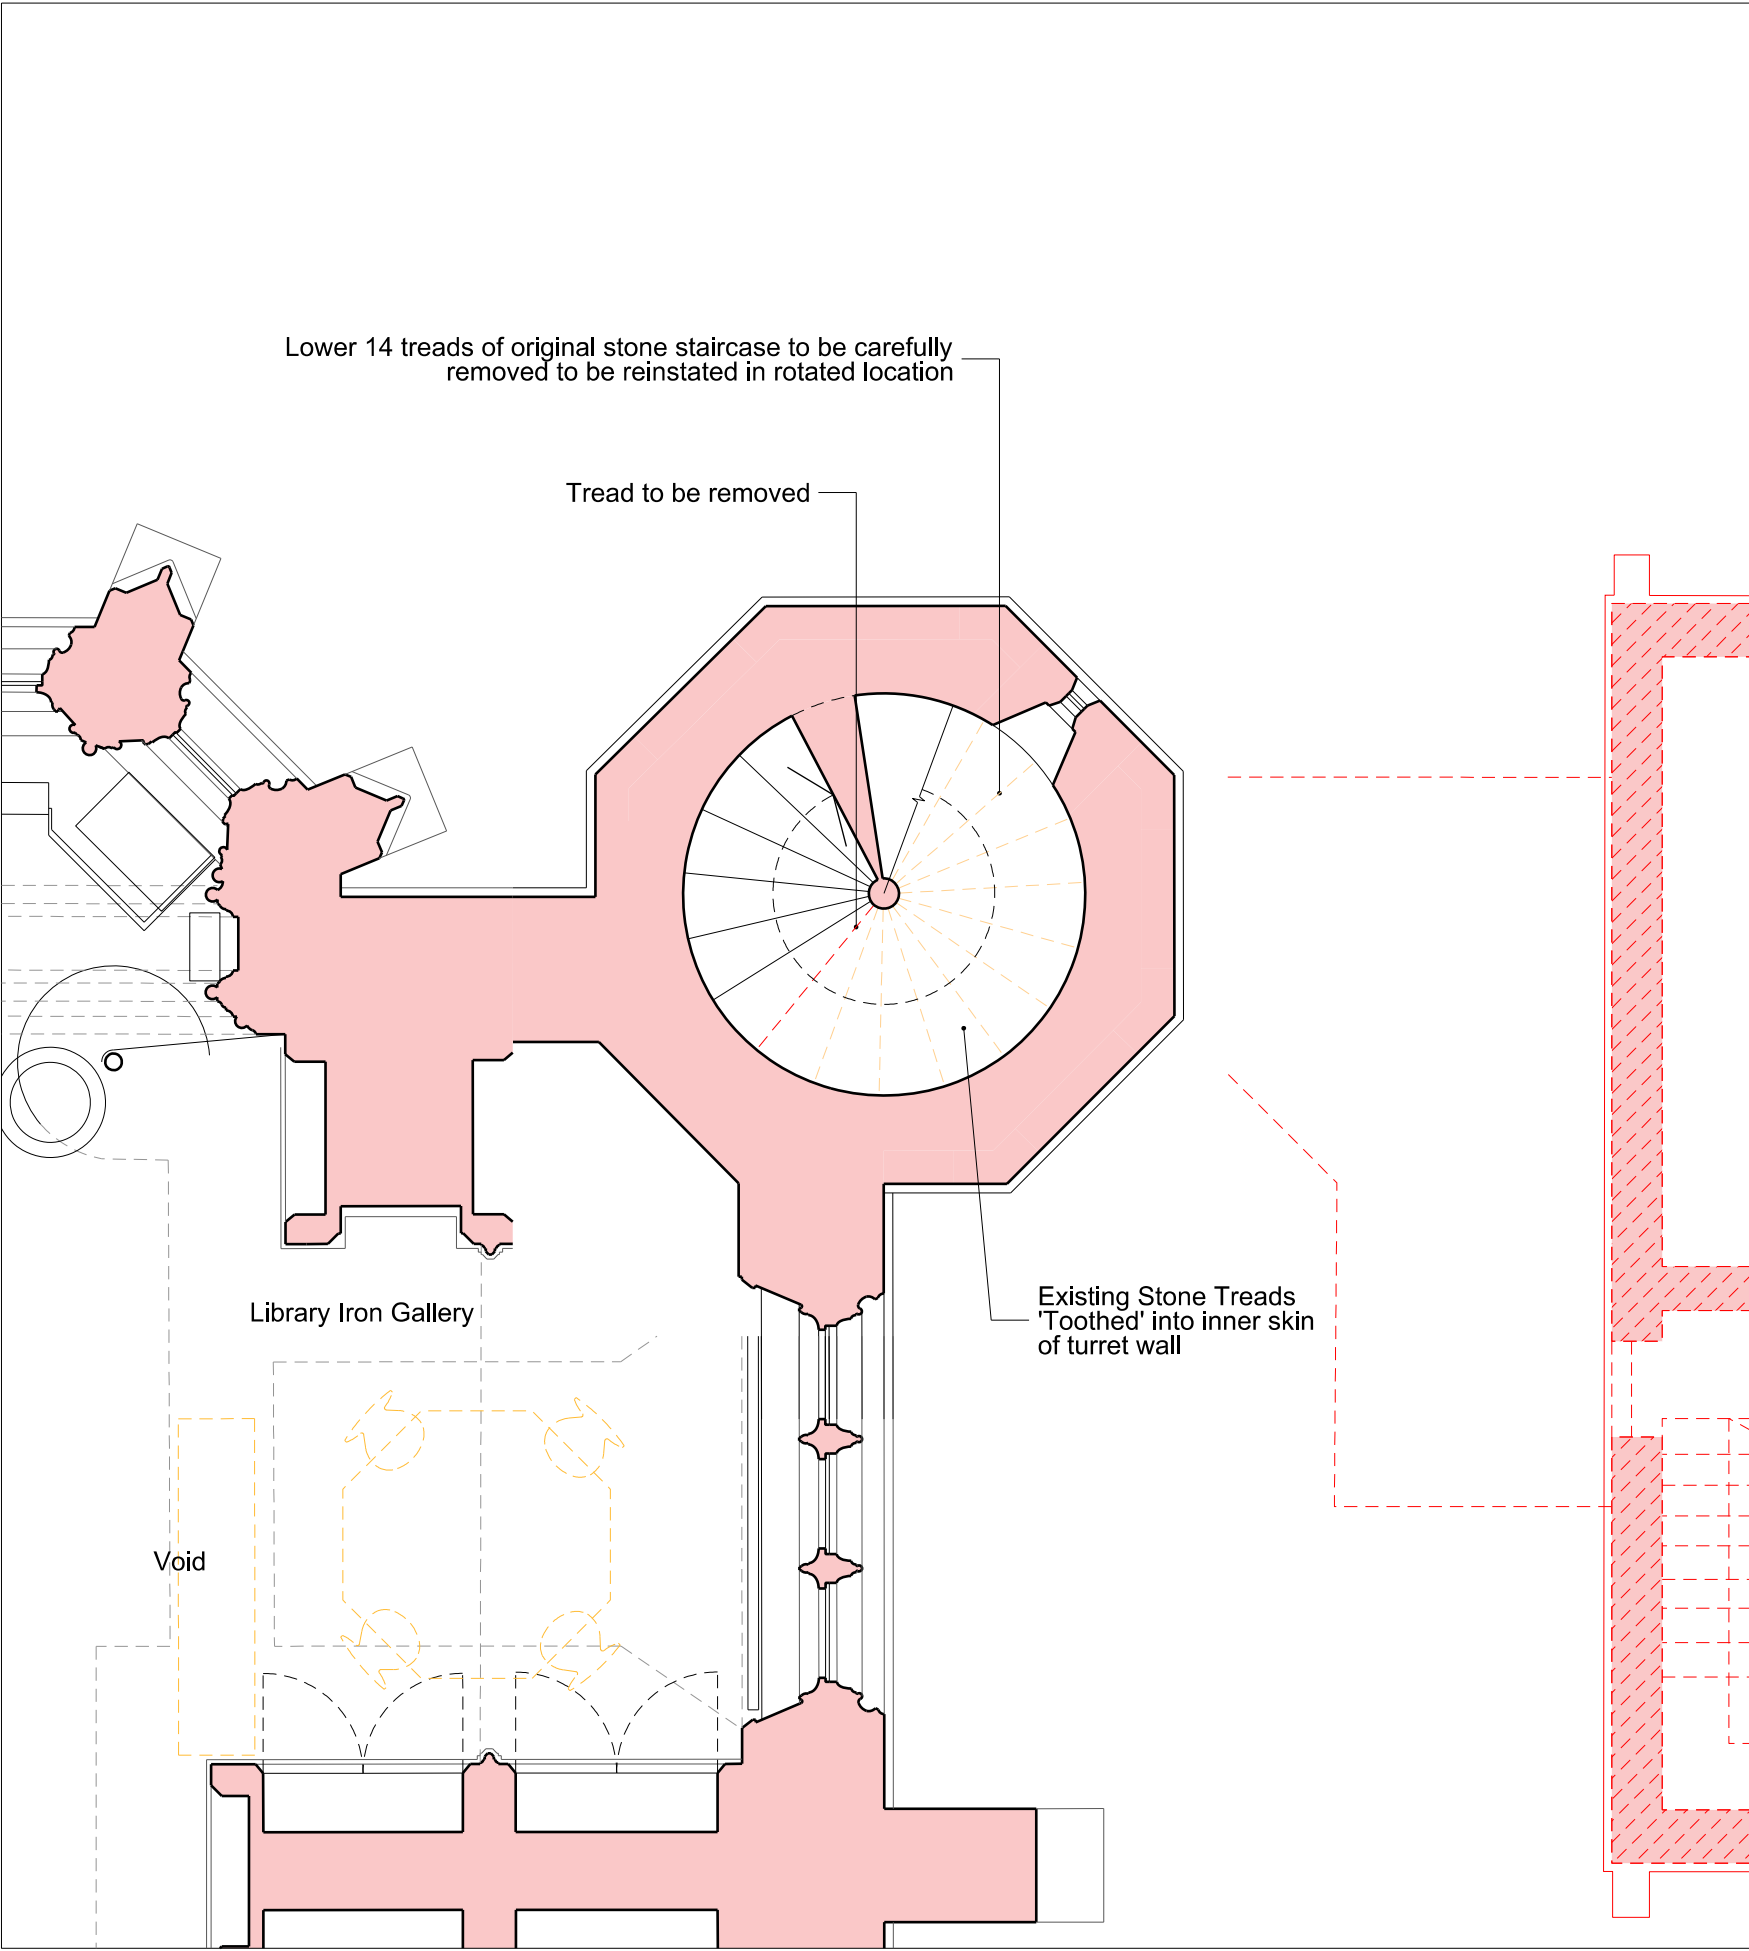 Lower 14 treads of original stone staircase to be carefully
removed to be reinstated in rotated location
Tread to be removed
Library Iron Gallery
Existing Stone Treads
'Toothed' into inner skin
of turret wall
Void